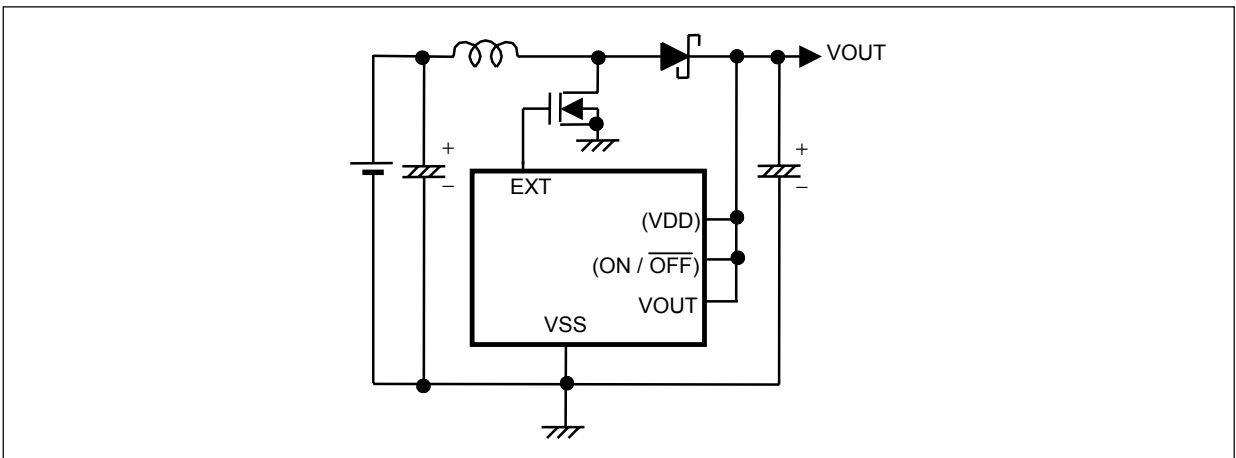 VOUT
+
−
EXT
+
−
(VDD)
(ON / OFF)
VOUT
VSS